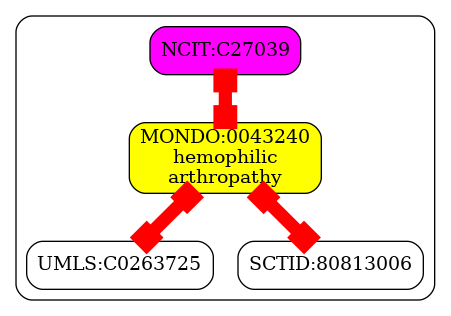 NCIT:C27039
MONDO:0043240
hemophilic
arthropathy
UMLS:C0263725
SCTID:80813006